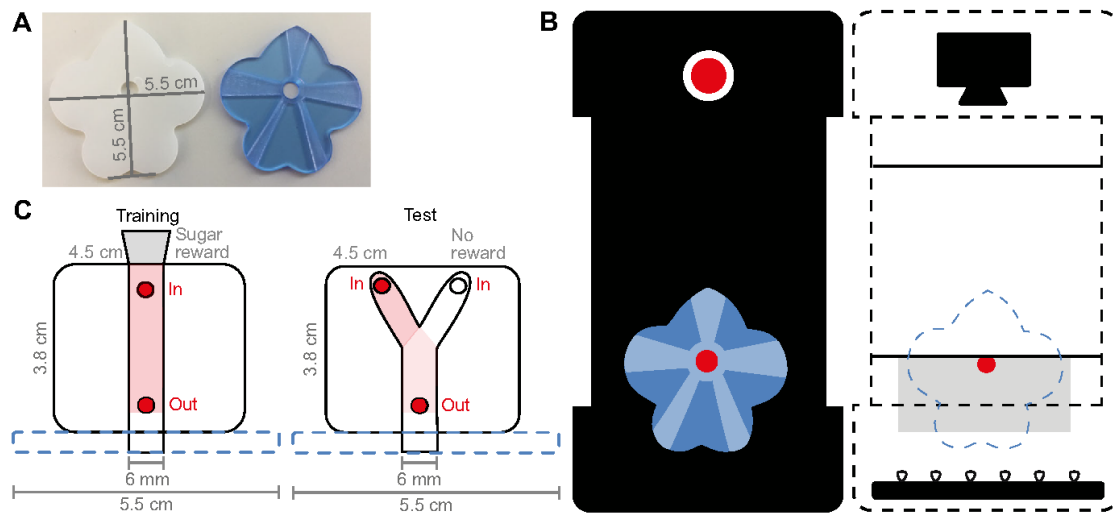 A
5.5 cm
5.5 cm
B
C
Training
Sugar
reward
4.5 cm
In
3.8 cm
Out
6 mm
5.5 cm
Test
No
reward
4.5 cm
In
In
3.8 cm
Out
6 mm
5.5 cm